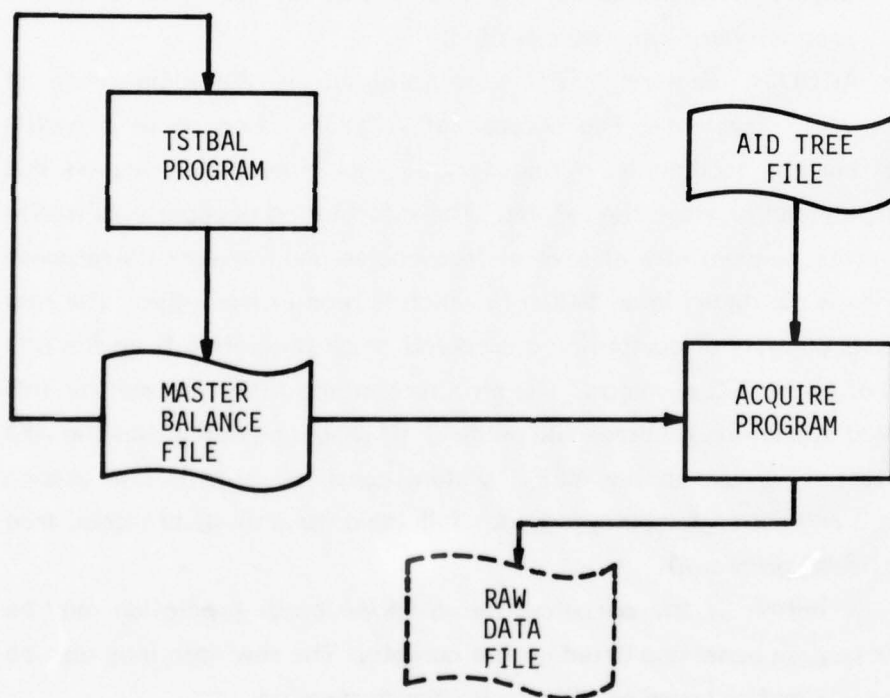 TSTBAL
PROGRAM
AID TREE
FILE
MASTER
BALANCE
FILE
ACQUIRE
PROGRAM
RAW
DATA
FILE